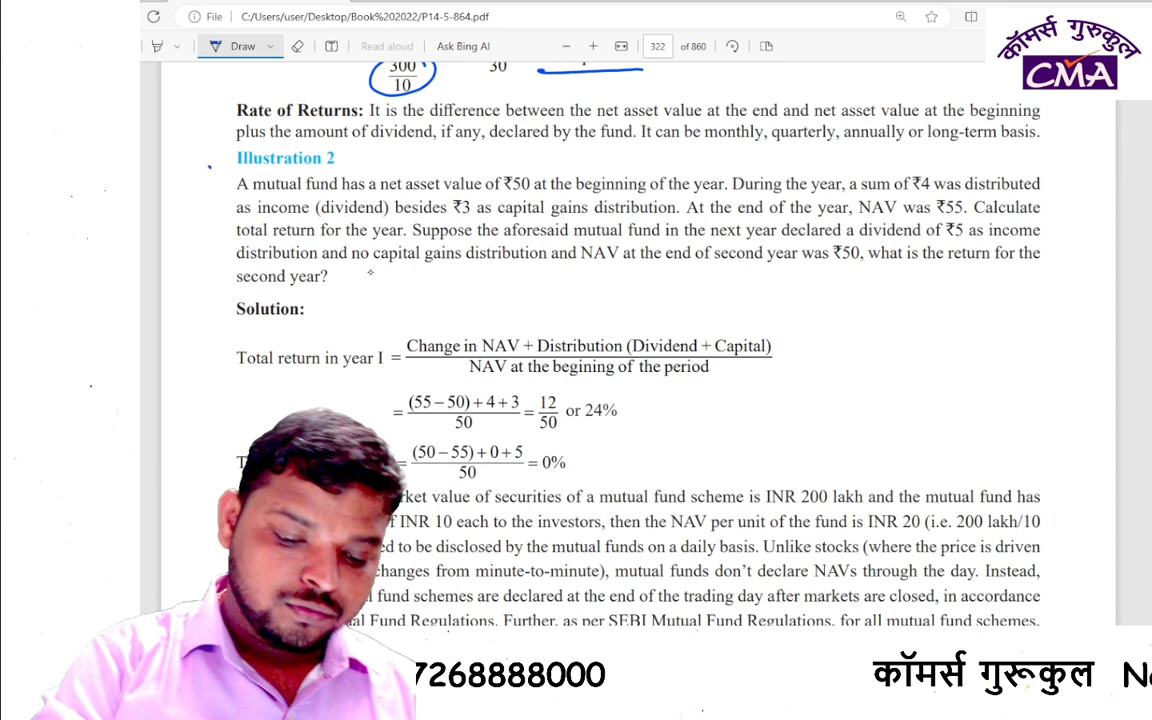 File C:/Users/user/Desktop/Book%202022/P14-5-864.pdf
Draw Read aloud Ask Bing AI 322 of 860
कॉमर्स गुरुकुल
CMA
300
10
30
Rate of Returns: It is the difference between the net asset value at the end and net asset value at the beginning
plus the amount of dividend, if any, declared by the fund. It can be monthly, quarterly, annually or long-term basis.
Illustration 2
A mutual fund has a net asset value of ₹50 at the beginning of the year. During the year, a sum of ₹4 was distributed
as income (dividend) besides ₹3 as capital gains distribution. At the end of the year, NAV was ₹55. Calculate
total return for the year. Suppose the aforesaid mutual fund in the next year declared a dividend of ₹5 as income
distribution and no capital gains distribution and NAV at the end of second year was ₹50, what is the return for the
second year?
Solution:
Total return in year I = Change in NAV + Distribution (Dividend + Capital)
NAV at the begining of the period
= (55 – 50) + 4 + 3 = 12 or 24%
50 50
= (50 – 55) + 0 + 5 = 0%
50
value of securities of a mutual fund scheme is INR 200 lakh and the mutual fund has
INR 10 each to the investors, then the NAV per unit of the fund is INR 20 (i.e. 200 lakh/10
to be disclosed by the mutual funds on a daily basis. Unlike stocks (where the price is driven
changes from minute-to-minute), mutual funds don't declare NAVs through the day. Instead,
fund schemes are declared at the end of the trading day after markets are closed, in accordance
Fund Regulations. Further, as per SEBI Mutual Fund Regulations, for all mutual fund schemes,
7268888000 कॉमर्स गुरूकुल